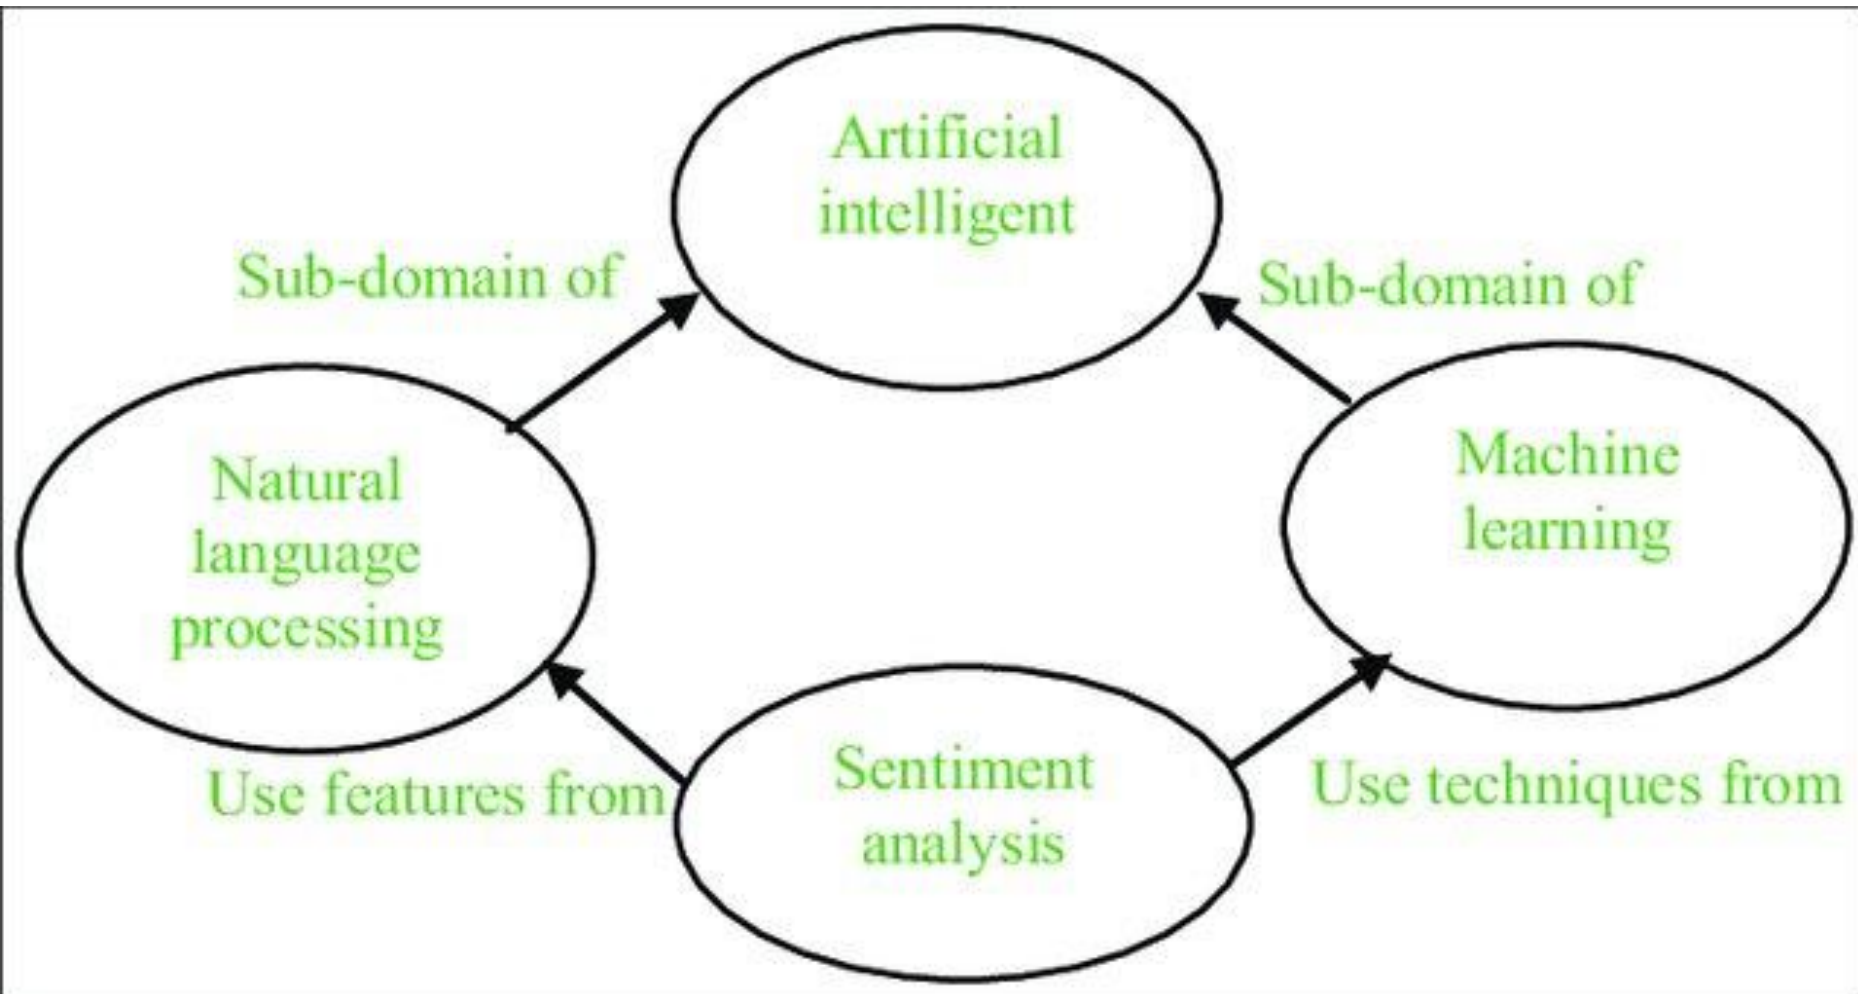 Artificial
intelligent
Sub-domain of
Sub-domain of
Natural
language
processing
Machine
learning
Use features from
Sentiment
analysis
Use techniques from